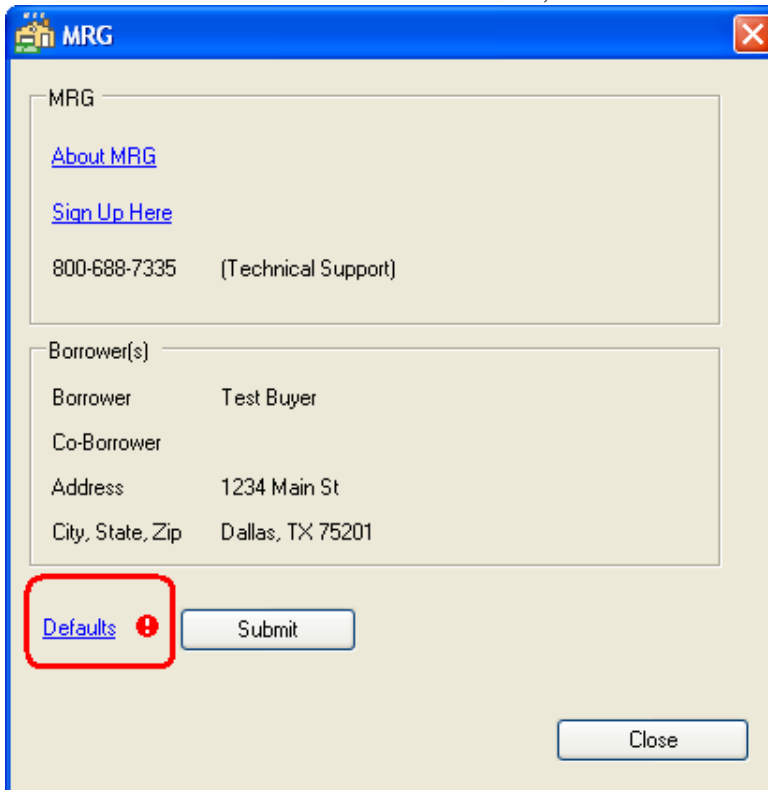 MRG
MRG
About MRG
Sign Up Here
800-688-7335 (Technical Support)
Borrower(s)
Borrower Test Buyer
Co-Borrower
Address 1234 Main St
City, State, Zip Dallas, TX 75201
Defaults ! Submit
Close